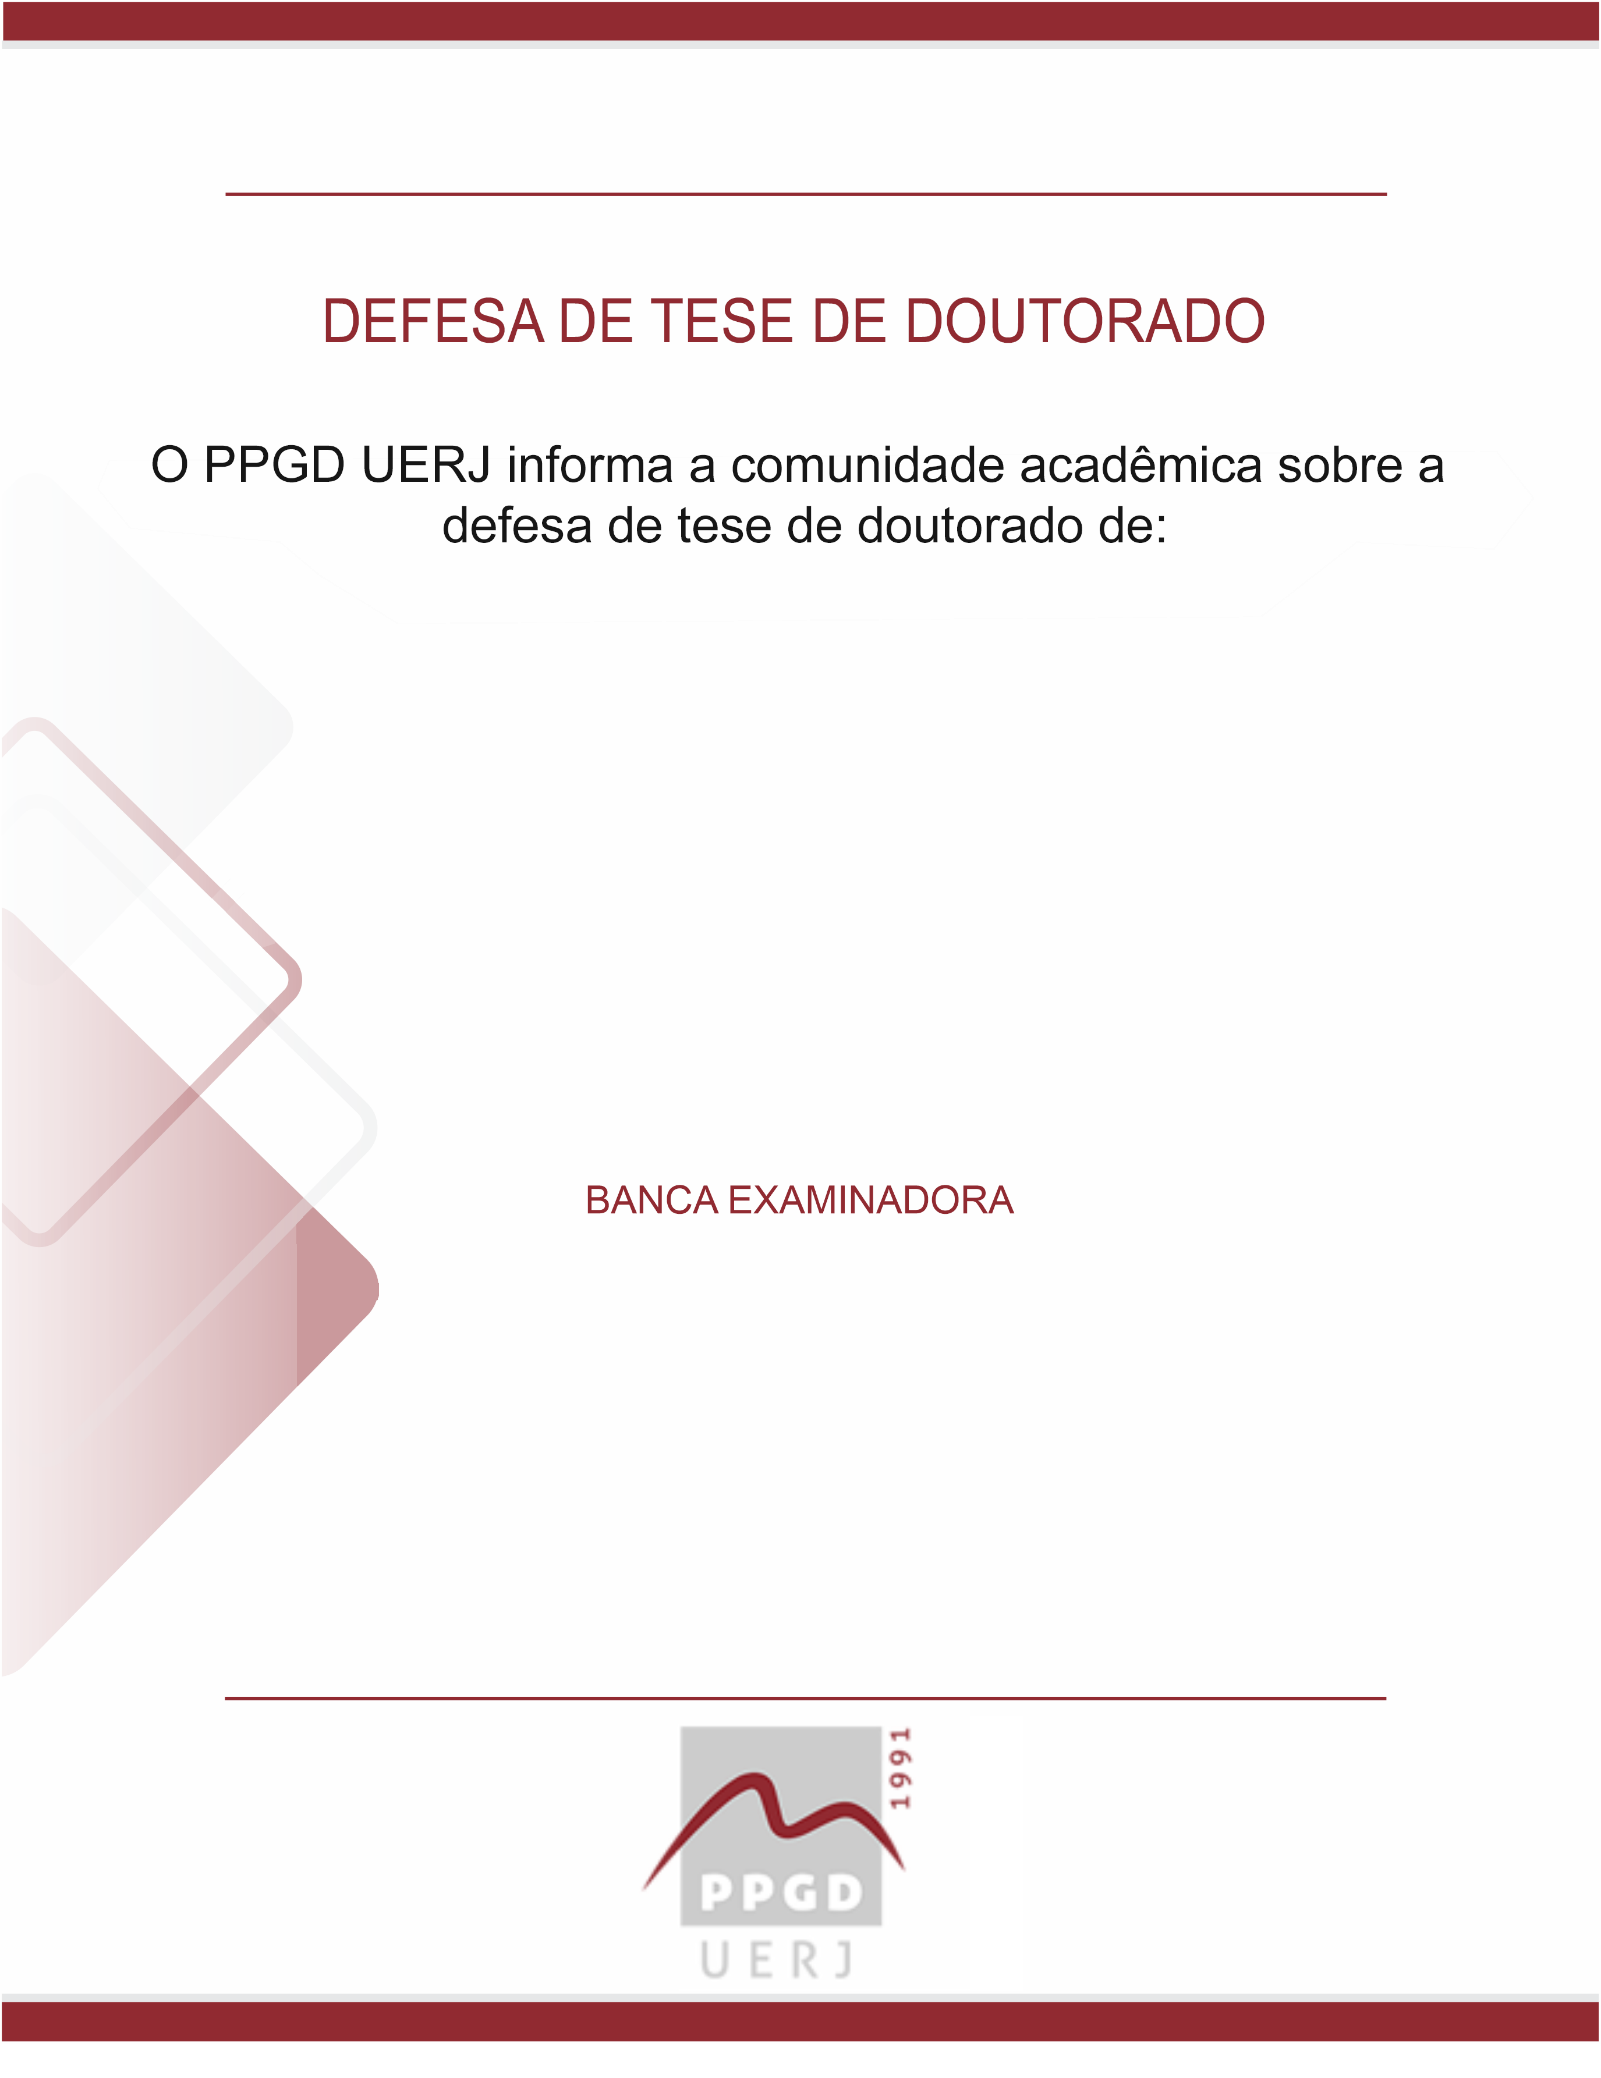 DEFESA DE TESE DE DOUTORADO
O PPGD UERJ informa a comunidade acadêmica sobre a
defesa de tese de doutorado de:
BANCA EXAMINADORA
1991
PPGD
UERJ